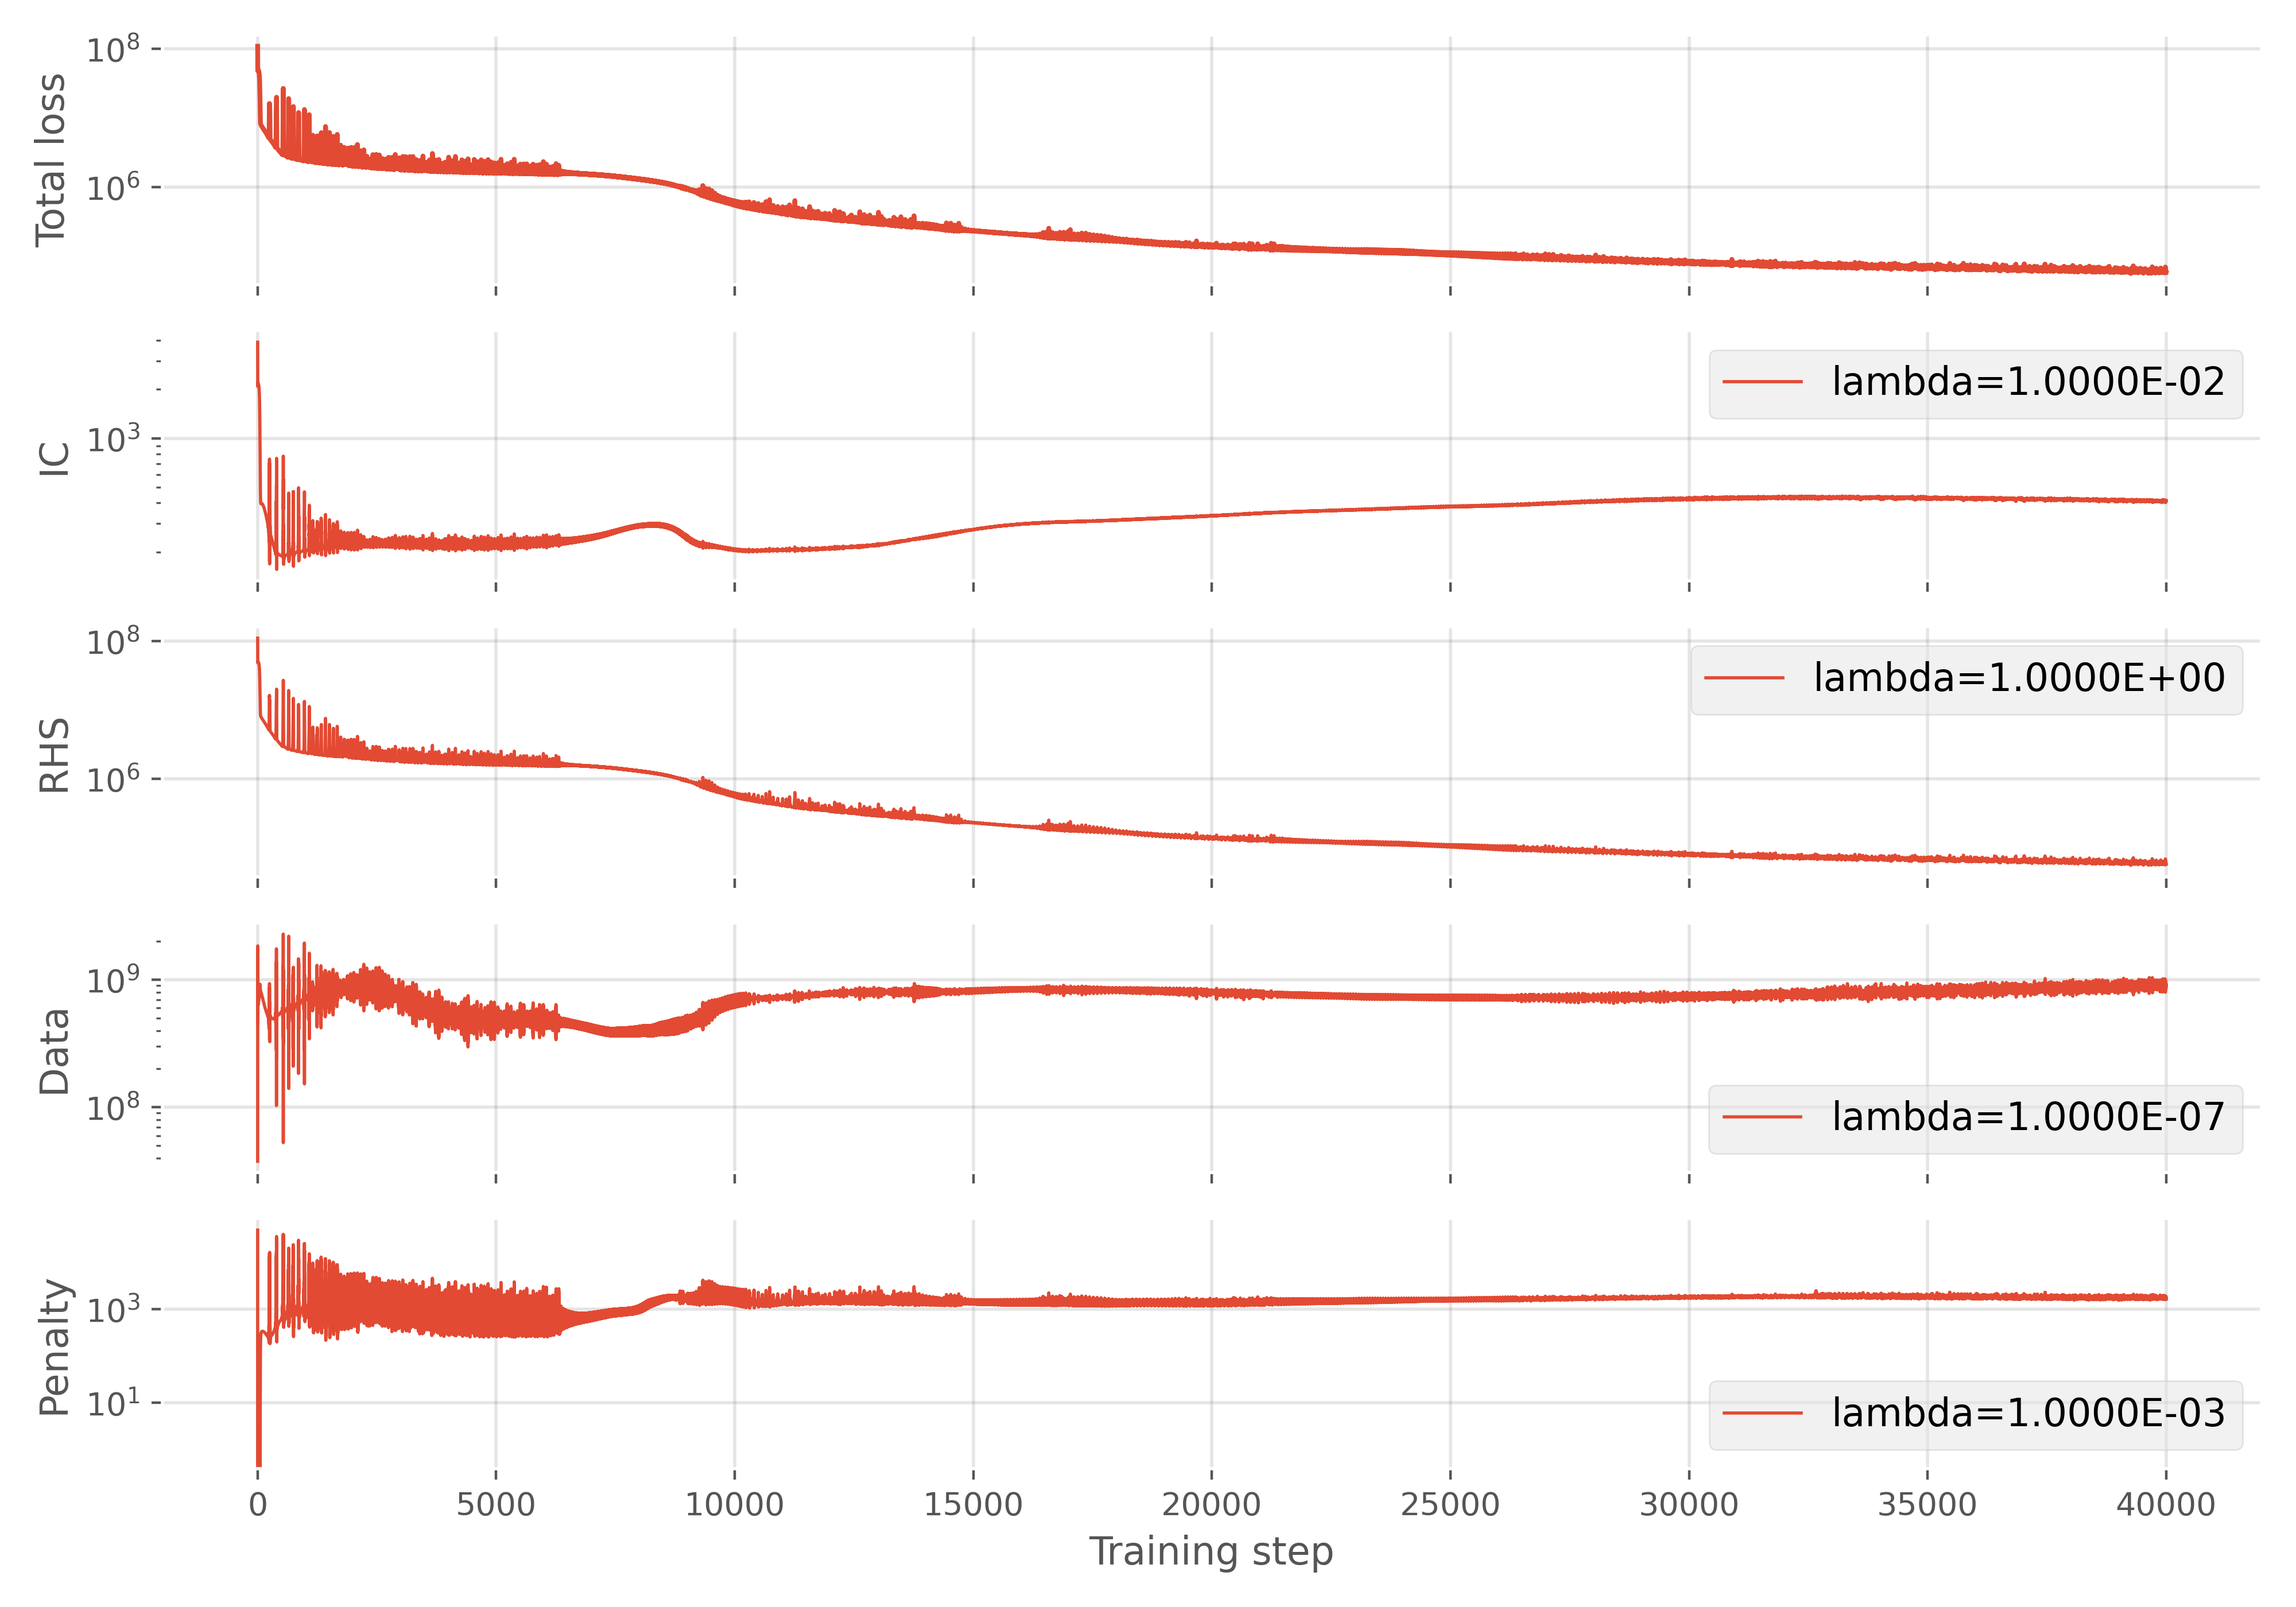 Total loss
10^8
10^6
IC
10^3
lambda=1.0000E-02
RHS
10^8
10^6
lambda=1.0000E+00
Data
10^9
10^8
lambda=1.0000E-07
Penalty
10^3
10^1
lambda=1.0000E-03
0 5000 10000 15000 20000 25000 30000 35000 40000
Training step